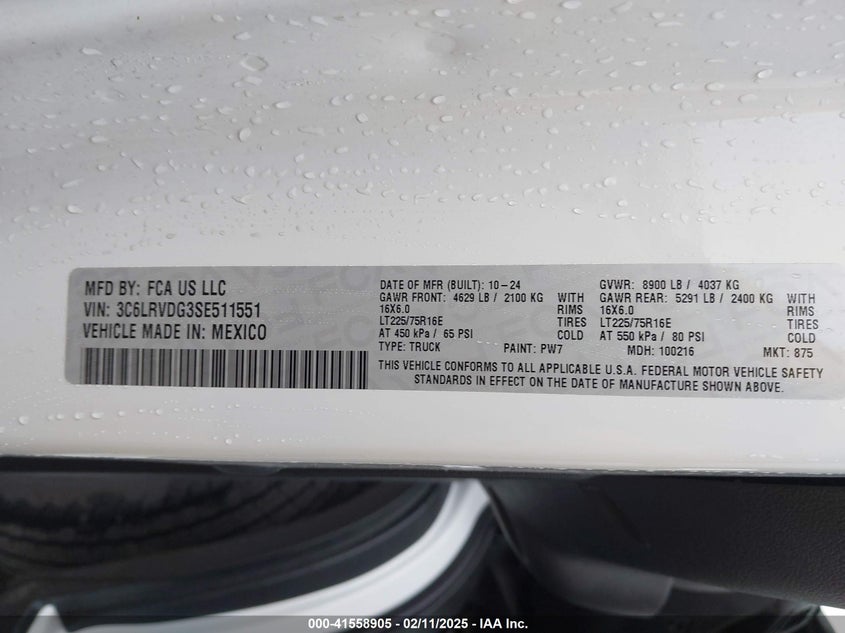 MFD BY: FCA US LLC
VIN: 3C6LRVDG3SE511551
VEHICLE MADE IN: MEXICO
DATE OF MFR (BUILT): 10-24
GAWR FRONT: 4629 LB / 2100 KG WITH
16X6.0 RIMS
LT225/75R16E TIRES
AT 450 kPa / 65 PSI COLD
TYPE: TRUCK PAINT: PW7
GVWR: 8900 LB / 4037 KG
GAWR REAR: 5291 LB / 2400 KG WITH
16X6.0 RIMS
LT225/75R16E TIRES
AT 550 kPa / 80 PSI COLD
MDH: 100216 MKT: 875
THIS VEHICLE CONFORMS TO ALL APPLICABLE U.S.A. FEDERAL MOTOR VEHICLE SAFETY
STANDARDS IN EFFECT ON THE DATE OF MANUFACTURE SHOWN ABOVE.
000-41558905 - 02/11/2025 - IAA Inc.